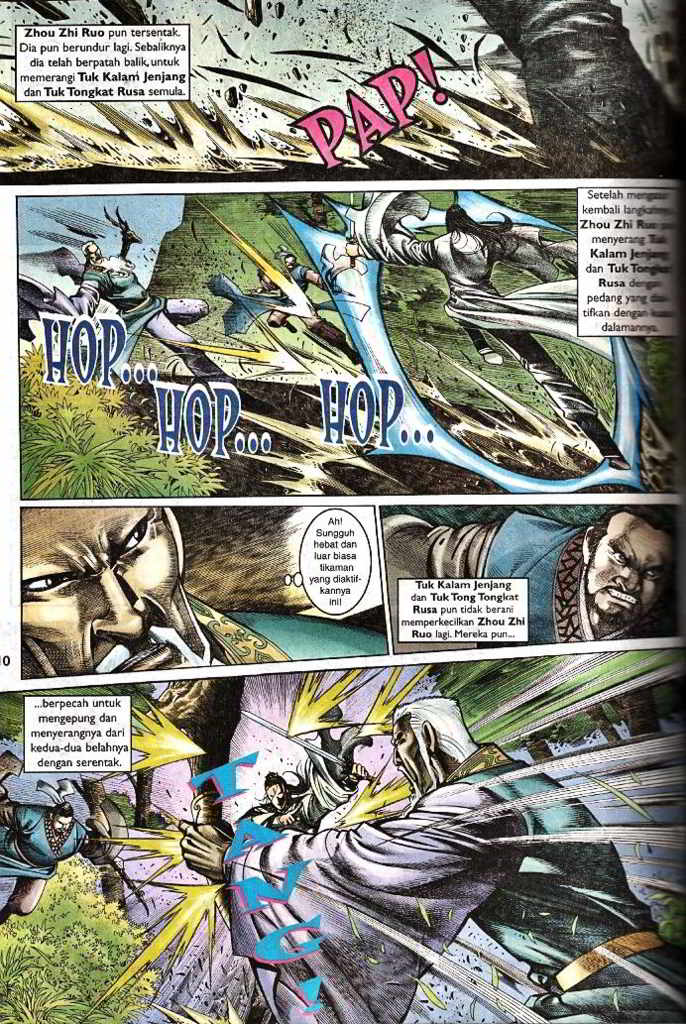 Zhou Zhi Ruo pun tersentak.
Dia pun berundur lagi. Sebaliknya
dia telah berpatah balik, untuk
memerangi Tuk Kalam Jenjang
dan Tuk Tongkat Rusa semula.
PAP!
Setelah
kembali
Zhou Zhi Ruo
menyerang Tuk
Kalam Jenjang
dan Tuk Tongkat
Rusa dengan
pedang yang
tifkan dengan
dalamannya.
HOP...
HOP...
HOP...
Ah!
Sungguh
hebat dan
luar biasa
tikaman
yang diaktif-
kannya
ini!
Tuk Kalam Jenjang
dan Tuk Tong Tongkat
Rusa pun tidak berani
memperkecilkan Zhou Zhi
Ruo lagi. Mereka pun...
10
...berpecah untuk
mengepung dan
menyerangnya dari
kedua-dua belahnya
dengan serentak.
TANG!